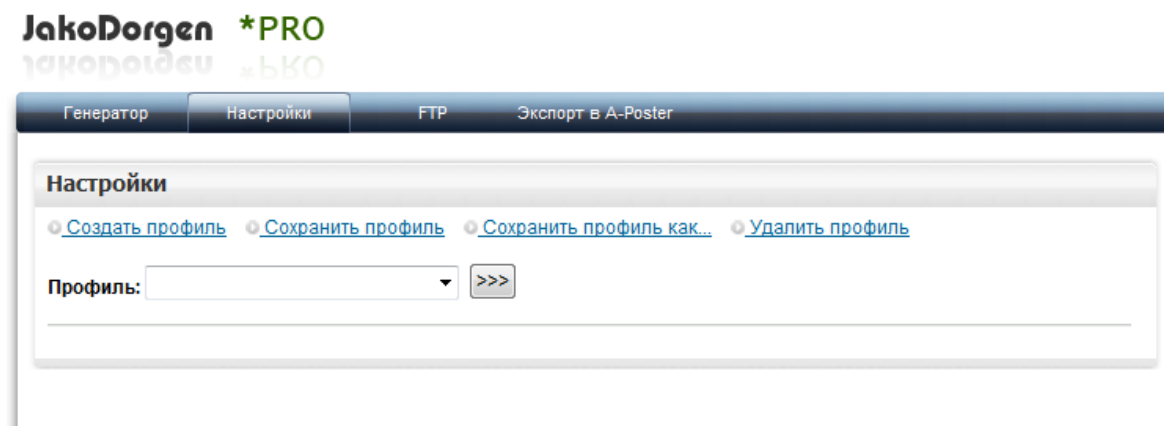 JakoDorgen *PRO
Генератор Настройки FTP Экспорт в A-Poster
Настройки
Создать профиль Сохранить профиль Сохранить профиль как... Удалить профиль
Профиль: >>>